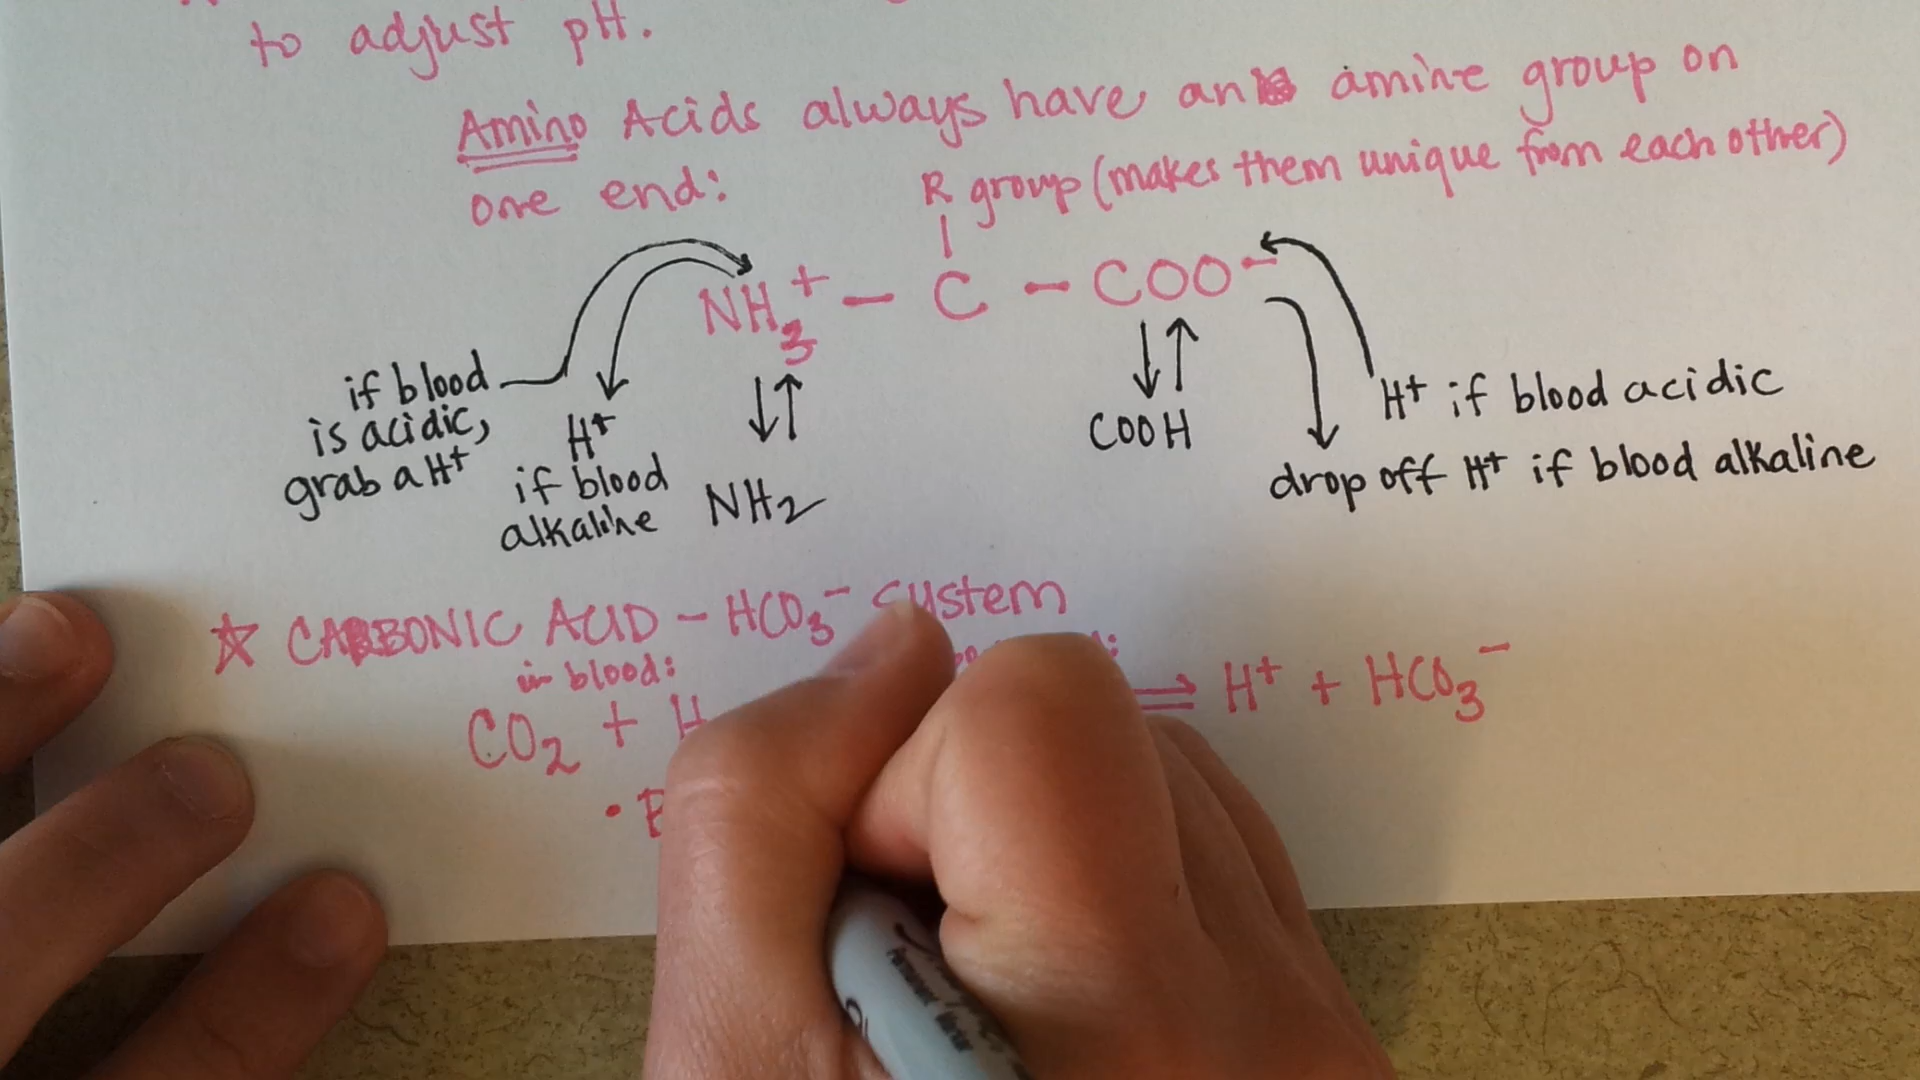 to adjust pH.
Amino Acids always have an amine group on
one end:
R group (makes them unique from each other)
NH3+ - C - COO-
if blood
is acidic,
grab a H+
H+
if blood
alkaline
NH2
COOH
H+ if blood acidic
drop off H+ if blood alkaline
☆ CARBONIC ACID - HCO3- system
in blood:
CO2 + H ⇌ H+ + HCO3-